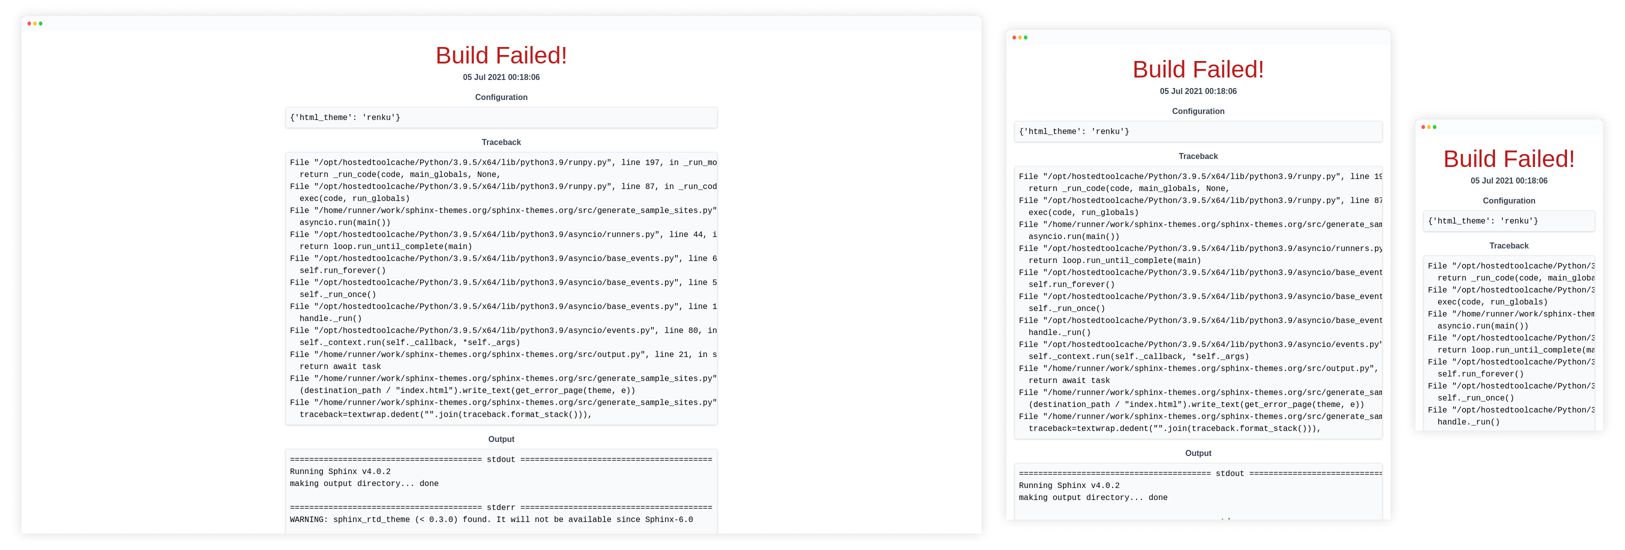 Build Failed!
05 Jul 2021 00:18:06
Configuration
{'html_theme': 'renku'}
Traceback
File "/opt/hostedtoolcache/Python/3.9.5/x64/lib/python3.9/runpy.py", line 197, in _run_mo
return _run_code(code, main_globals, None,
File "/opt/hostedtoolcache/Python/3.9.5/x64/lib/python3.9/runpy.py", line 87, in _run_cod
exec(code, run_globals)
File "/home/runner/work/sphinx-themes.org/sphinx-themes.org/src/generate_sample_sites.py"
asyncio.run(main())
File "/opt/hostedtoolcache/Python/3.9.5/x64/lib/python3.9/asyncio/runners.py", line 44, i
return loop.run_until_complete(main)
File "/opt/hostedtoolcache/Python/3.9.5/x64/lib/python3.9/asyncio/base_events.py", line 6
self.run_forever()
File "/opt/hostedtoolcache/Python/3.9.5/x64/lib/python3.9/asyncio/base_events.py", line 5
self._run_once()
File "/opt/hostedtoolcache/Python/3.9.5/x64/lib/python3.9/asyncio/base_events.py", line 1
handle._run()
File "/opt/hostedtoolcache/Python/3.9.5/x64/lib/python3.9/asyncio/events.py", line 80, in
self._context.run(self._callback, *self._args)
File "/home/runner/work/sphinx-themes.org/sphinx-themes.org/src/output.py", line 21, in s
return await task
File "/home/runner/work/sphinx-themes.org/sphinx-themes.org/src/generate_sample_sites.py"
(destination_path / "index.html").write_text(get_error_page(theme, e))
File "/home/runner/work/sphinx-themes.org/sphinx-themes.org/src/generate_sample_sites.py"
traceback=textwrap.dedent("".join(traceback.format_stack())),
Output
======================================== stdout ========================================
Running Sphinx v4.0.2
making output directory... done
======================================== stderr ========================================
WARNING: sphinx_rtd_theme (< 0.3.0) found. It will not be available since Sphinx-6.0
Build Failed!
05 Jul 2021 00:18:06
Configuration
{'html_theme': 'renku'}
Traceback
File "/opt/hostedtoolcache/Python/3.9.5/x64/lib/python3.9/runpy.py", line 19
return _run_code(code, main_globals, None,
File "/opt/hostedtoolcache/Python/3.9.5/x64/lib/python3.9/runpy.py", line 87
exec(code, run_globals)
File "/home/runner/work/sphinx-themes.org/sphinx-themes.org/src/generate_sam
asyncio.run(main())
File "/opt/hostedtoolcache/Python/3.9.5/x64/lib/python3.9/asyncio/runners.py
return loop.run_until_complete(main)
File "/opt/hostedtoolcache/Python/3.9.5/x64/lib/python3.9/asyncio/base_event
self.run_forever()
File "/opt/hostedtoolcache/Python/3.9.5/x64/lib/python3.9/asyncio/base_event
self._run_once()
File "/opt/hostedtoolcache/Python/3.9.5/x64/lib/python3.9/asyncio/base_event
handle._run()
File "/opt/hostedtoolcache/Python/3.9.5/x64/lib/python3.9/asyncio/events.py"
self._context.run(self._callback, *self._args)
File "/home/runner/work/sphinx-themes.org/sphinx-themes.org/src/output.py",
return await task
File "/home/runner/work/sphinx-themes.org/sphinx-themes.org/src/generate_sam
(destination_path / "index.html").write_text(get_error_page(theme, e))
File "/home/runner/work/sphinx-themes.org/sphinx-themes.org/src/generate_sam
traceback=textwrap.dedent("".join(traceback.format_stack())),
Output
======================================== stdout ============================
Running Sphinx v4.0.2
making output directory... done
Build Failed!
05 Jul 2021 00:18:06
Configuration
{'html_theme': 'renku'}
Traceback
File "/opt/hostedtoolcache/Python/3
return _run_code(code, main_globa
File "/opt/hostedtoolcache/Python/3
exec(code, run_globals)
File "/home/runner/work/sphinx-them
asyncio.run(main())
File "/opt/hostedtoolcache/Python/3
return loop.run_until_complete(ma
File "/opt/hostedtoolcache/Python/3
self.run_forever()
File "/opt/hostedtoolcache/Python/3
self._run_once()
File "/opt/hostedtoolcache/Python/3
handle._run()